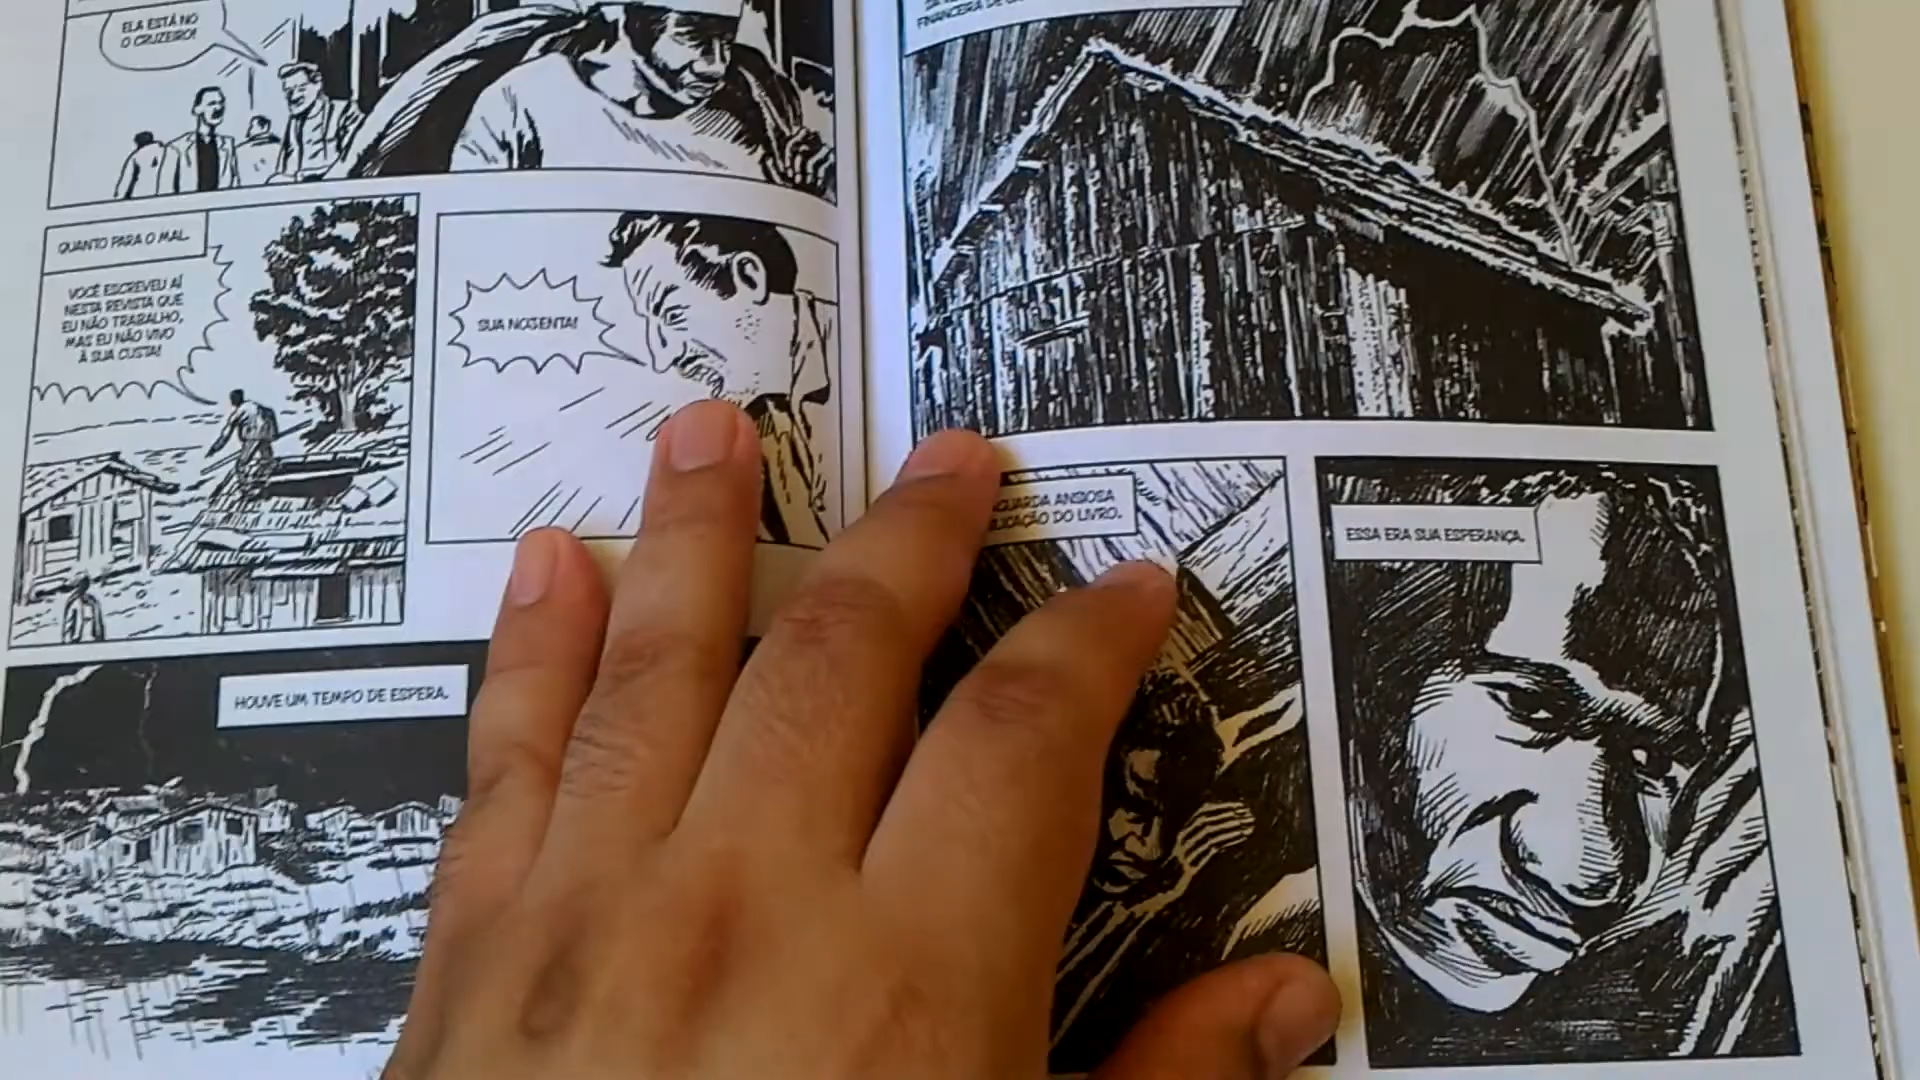 ELA ESTÁ NO
O CRUZEIRO!
QUANTO PARA O MAL.
VOCÊ ESCREVEU AÍ
NESTA REVISTA QUE
EU NÃO TRABALHO,
MAS EU NÃO VIVO
À SUA CUSTA!
SUA NOJENTA!
HOUVE UM TEMPO DE ESPERA.
FINANCEIRA DE
AGUARDA ANSIOSA
DO LIVRO.
ESSA ERA SUA ESPERANÇA.